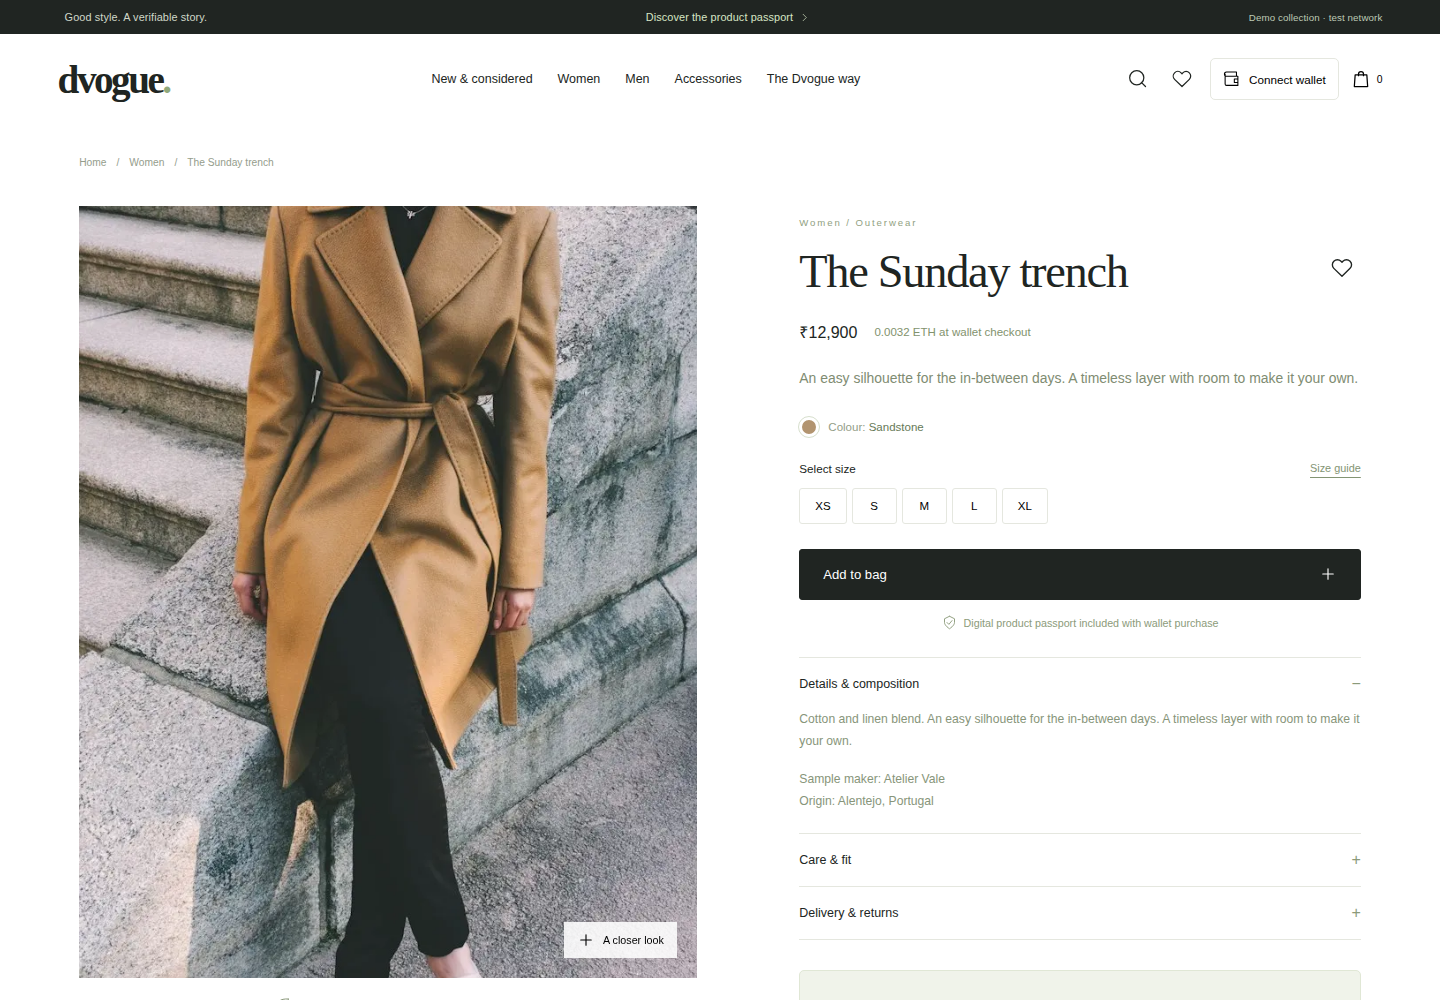 Good style. A verifiable story.
Discover the product passport
Demo collection · test network
dvogue.
New & considered
Women
Men
Accessories
The Dvogue way
Connect wallet
0
Home / Women / The Sunday trench
Women / Outerwear
The Sunday trench
₹12,900
0.0032 ETH at wallet checkout
An easy silhouette for the in-between days. A timeless layer with room to make it your own.
Colour: Sandstone
Select size
Size guide
XS
S
M
L
XL
Add to bag
Digital product passport included with wallet purchase
Details & composition
Cotton and linen blend. An easy silhouette for the in-between days. A timeless layer with room to make it
your own.
Sample maker: Atelier Vale
Origin: Alentejo, Portugal
Care & fit
Delivery & returns
A closer look